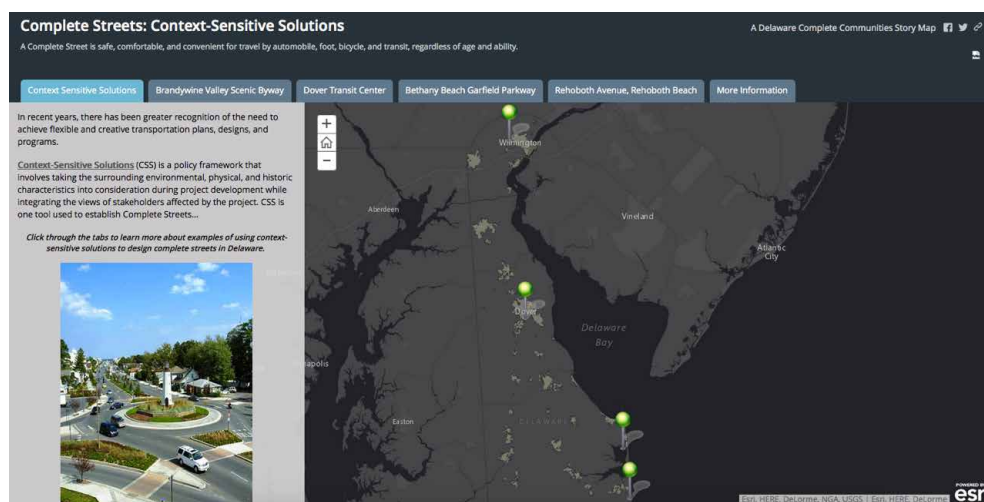 Complete Streets: Context-Sensitive Solutions
A Delaware Complete Communities Story Map
A Complete Street is safe, comfortable, and convenient for travel by automobile, foot, bicycle, and transit, regardless of age and ability.
Context Sensitive Solutions
Brandywine Valley Scenic Byway
Dover Transit Center
Bethany Beach Garfield Parkway
Rehoboth Avenue, Rehoboth Beach
More Information
In recent years, there has been greater recognition of the need to
achieve flexible and creative transportation plans, designs, and
programs.
Context-Sensitive Solutions (CSS) is a policy framework that
involves taking the surrounding environmental, physical, and historic
characteristics into consideration during project development while
integrating the views of stakeholders affected by the project. CSS is
one tool used to establish Complete Streets...
Click through the tabs to learn more about examples of using context-
sensitive solutions to design complete streets in Delaware.
+
−
Wilmington
Aberdeen
Vineland
Atlantic
City
Dover
Delaware
Bay
napolis
Easton
DELAWARE
POWERED BY
esri
Esri, HERE, DeLorme, NGA, USGS | Esri, HERE, DeLorme